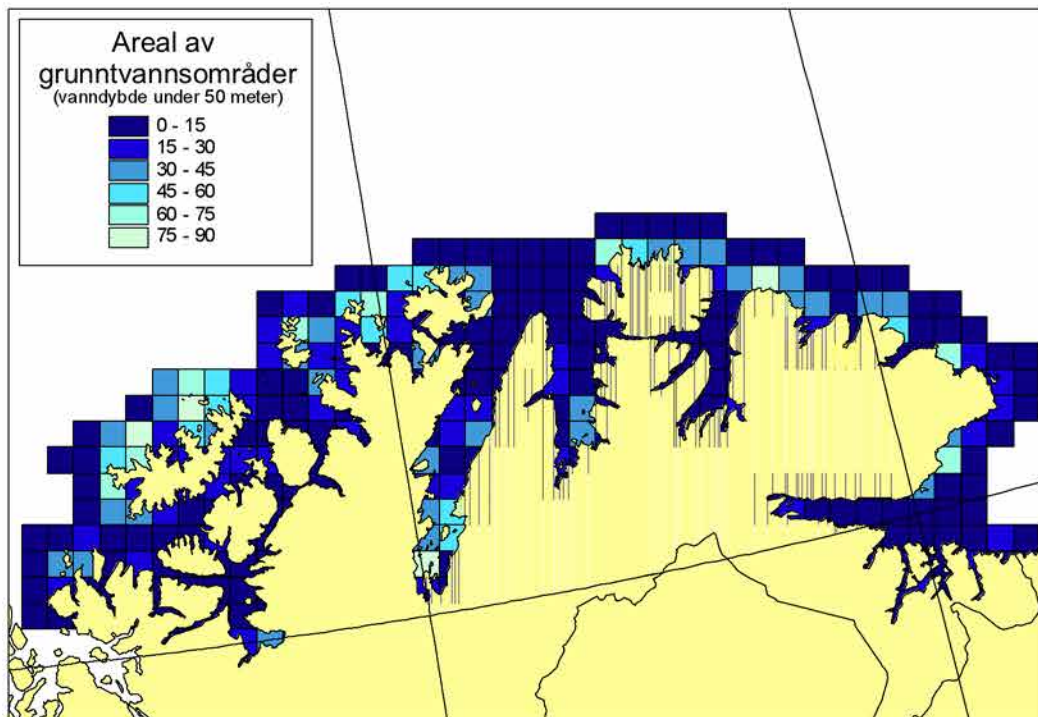 Areal av
grunntvannsområder
(vanndybde under 50 meter)
0 - 15
15 - 30
30 - 45
45 - 60
60 - 75
75 - 90